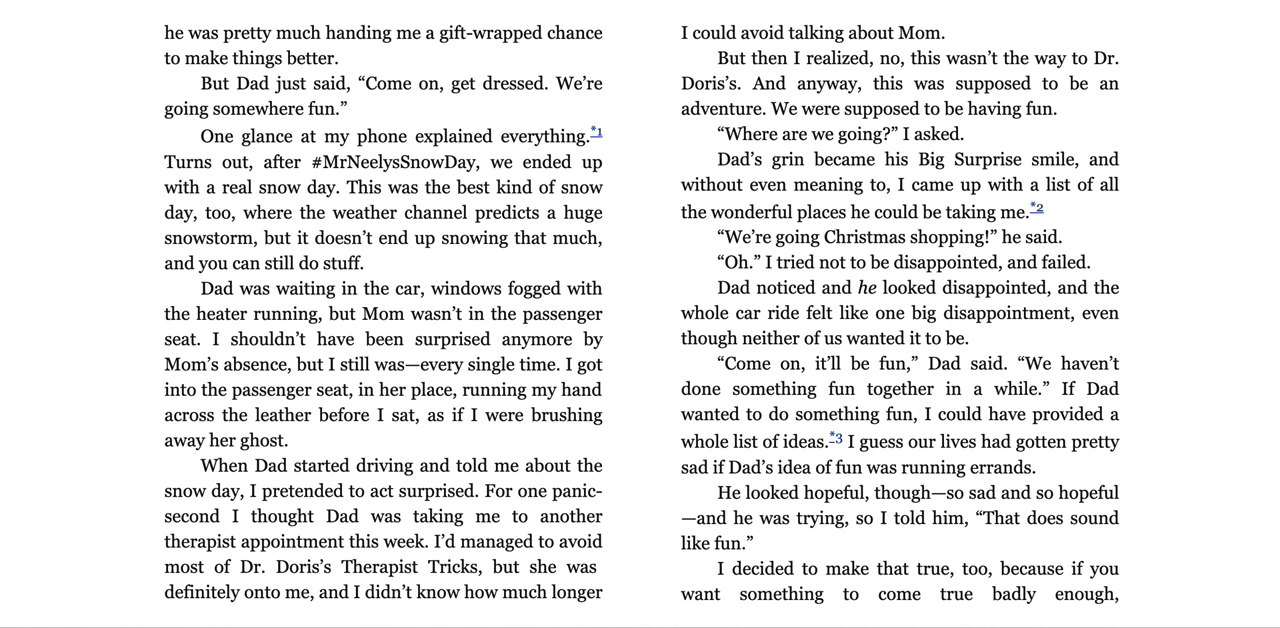 he was pretty much handing me a gift-wrapped chance
to make things better.
But Dad just said, “Come on, get dressed. We’re
going somewhere fun.”
One glance at my phone explained everything.*1
Turns out, after #MrNeelysSnowDay, we ended up
with a real snow day. This was the best kind of snow
day, too, where the weather channel predicts a huge
snowstorm, but it doesn’t end up snowing that much,
and you can still do stuff.
Dad was waiting in the car, windows fogged with
the heater running, but Mom wasn’t in the passenger
seat. I shouldn’t have been surprised anymore by
Mom’s absence, but I still was—every single time. I got
into the passenger seat, in her place, running my hand
across the leather before I sat, as if I were brushing
away her ghost.
When Dad started driving and told me about the
snow day, I pretended to act surprised. For one panic-
second I thought Dad was taking me to another
therapist appointment this week. I’d managed to avoid
most of Dr. Doris’s Therapist Tricks, but she was
definitely onto me, and I didn’t know how much longer
I could avoid talking about Mom.
But then I realized, no, this wasn’t the way to Dr.
Doris’s. And anyway, this was supposed to be an
adventure. We were supposed to be having fun.
“Where are we going?” I asked.
Dad’s grin became his Big Surprise smile, and
without even meaning to, I came up with a list of all
the wonderful places he could be taking me.*2
“We’re going Christmas shopping!” he said.
“Oh.” I tried not to be disappointed, and failed.
Dad noticed and he looked disappointed, and the
whole car ride felt like one big disappointment, even
though neither of us wanted it to be.
“Come on, it’ll be fun,” Dad said. “We haven’t
done something fun together in a while.” If Dad
wanted to do something fun, I could have provided a
whole list of ideas.*3 I guess our lives had gotten pretty
sad if Dad’s idea of fun was running errands.
He looked hopeful, though—so sad and so hopeful
—and he was trying, so I told him, “That does sound
like fun.”
I decided to make that true, too, because if you
want something to come true badly enough,